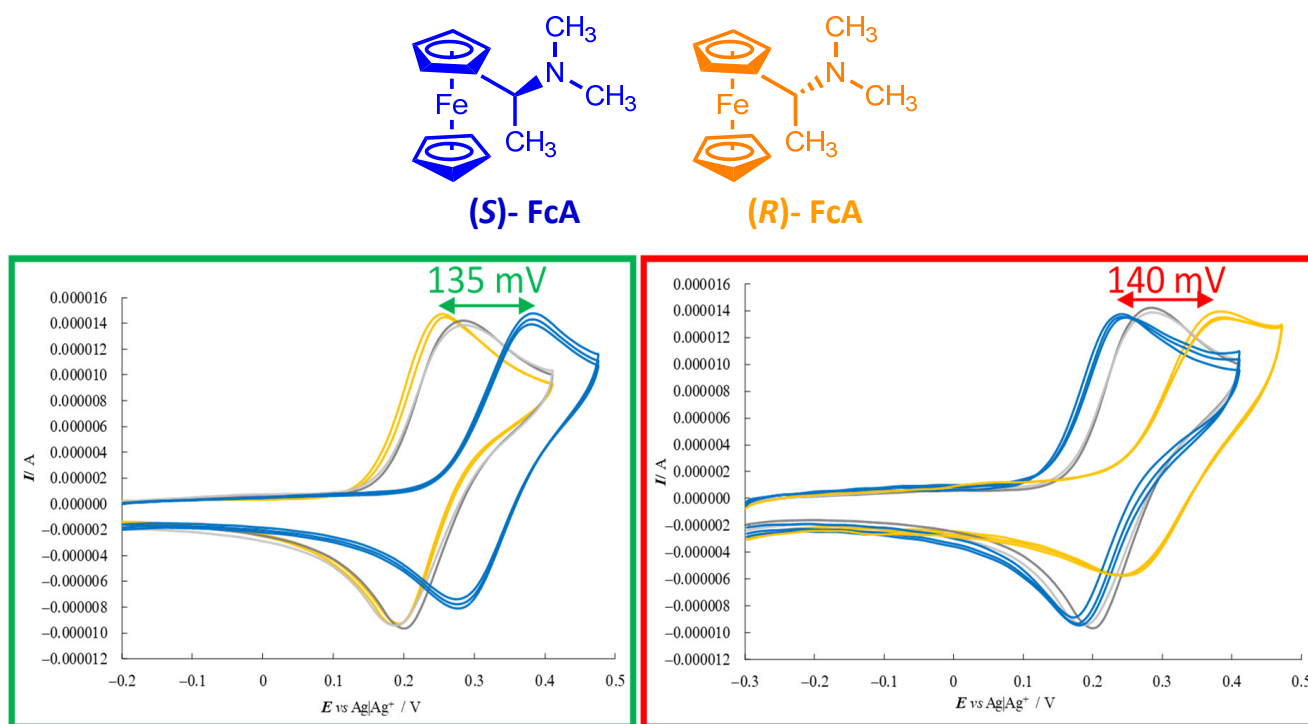 CH3
N
CH3
Fe
CH3
(S)- FcA
CH3
N
CH3
Fe
CH3
(R)- FcA
135 mV
0.000016
0.000014
0.000012
0.000010
0.000008
0.000006
0.000004
0.000002
0.000000
–0.000002
–0.000004
–0.000006
–0.000008
–0.000010
–0.000012
I/ A
–0.2
–0.1
0
0.1
0.2
0.3
0.4
0.5
E vs Ag|Ag+ / V
140 mV
0.000016
0.000014
0.000012
0.000010
0.000008
0.000006
0.000004
0.000002
0.000000
–0.000002
–0.000004
–0.000006
–0.000008
–0.000010
–0.000012
I/ A
–0.3
–0.2
–0.1
0
0.1
0.2
0.3
0.4
0.5
E vs Ag|Ag+ / V